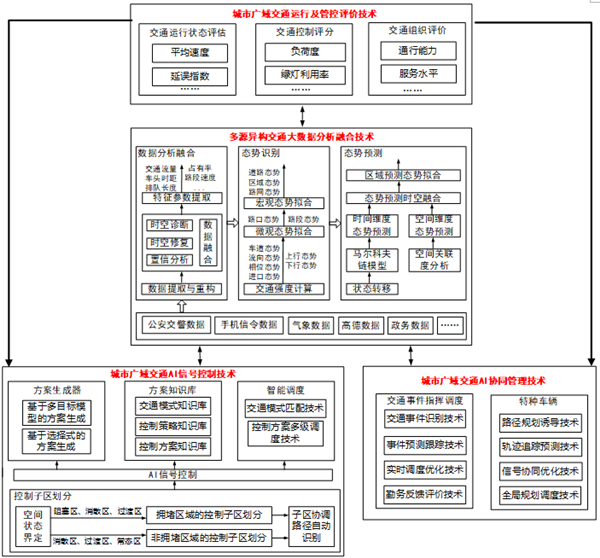 城市广域交通运行及管控评价技术
交通运行状态评估
平均速度
延误指数
……
交通控制评分
负荷度
绿灯利用率
……
交通组织评价
通行能力
服务水平
……
多源异构交通大数据分析融合技术
数据分析融合
交通流量
车头时距
排队长度
占有率
路段速度
...
特征参数提取
时空诊断
时空修复
置信分析
数据融合
数据提取与重构
态势识别
道路态势
区域态势
路网态势
宏观态势拟合
路口态势
路段态势
微观态势拟合
车道态势
流向态势
相位态势
进口态势
上行态势
下行态势
交通强度计算
态势预测
区域预测态势拟合
态势预测时空融合
时间维度
态势预测
空间维度
态势预测
马尔科夫
链模型
空间关联
度分析
状态转移
公安交警数据
手机信令数据
气象数据
高德数据
政务数据
……
城市广域交通AI信号控制技术
方案生成器
基于多目标模
型的方案生成
基于选择式的
方案生成
方案知识库
交通模式知识库
控制策略知识库
控制方案知识库
智能调度
交通模式匹配技术
控制方案多级调
度技术
AI信号控制
控制子区划分
空间
状态
界定
阻塞区、消散区、过渡区
拥堵区域的控制子区划分
消散区、过渡区、常态区
非拥堵区域的控制子区划分
子区协调
路径自动
识别
城市广域交通AI协同管理技术
交通事件指挥调度
交通事件识别技术
事件预测跟踪技术
实时调度优化技术
勤务反馈评价技术
特种车辆
路径规划诱导技术
轨迹追踪预测技术
信号协同优化技术
全局规划调度技术